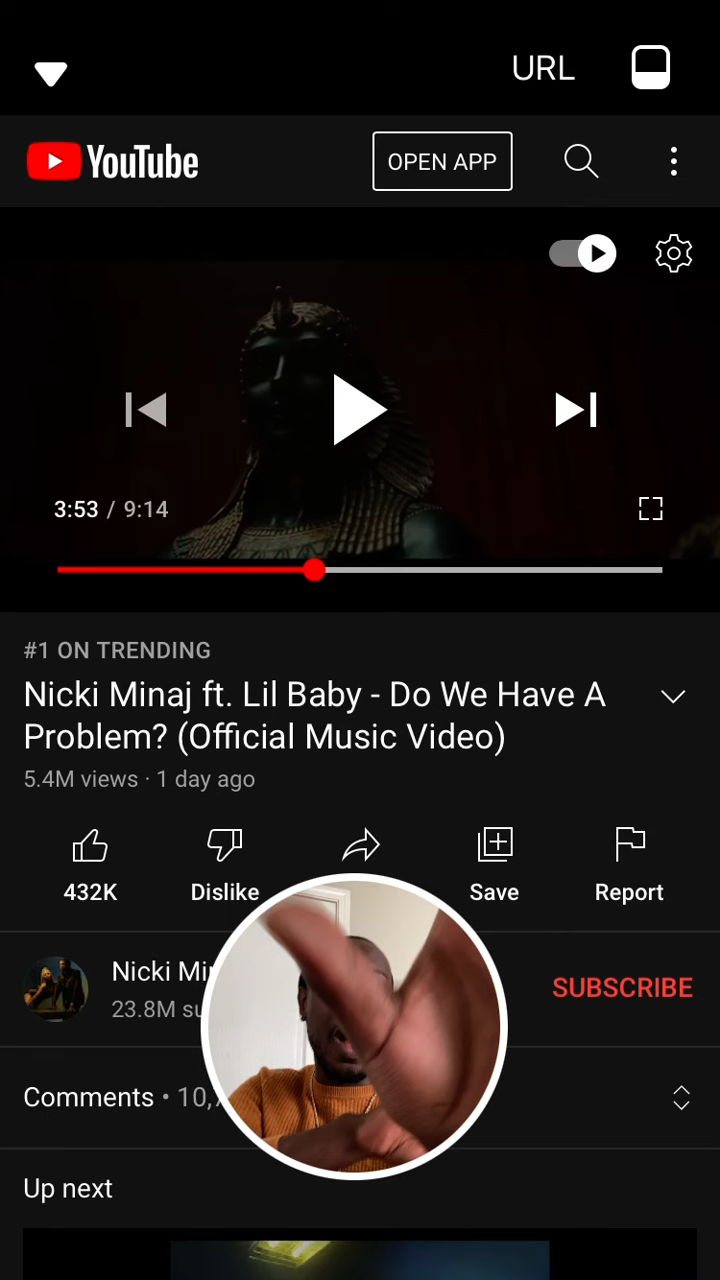 URL
YouTube
OPEN APP
3:53 / 9:14
#1 ON TRENDING
Nicki Minaj ft. Lil Baby - Do We Have A
Problem? (Official Music Video)
5.4M views · 1 day ago
432K
Dislike
Save
Report
Nicki
23.8M
SUBSCRIBE
Comments •
Up next